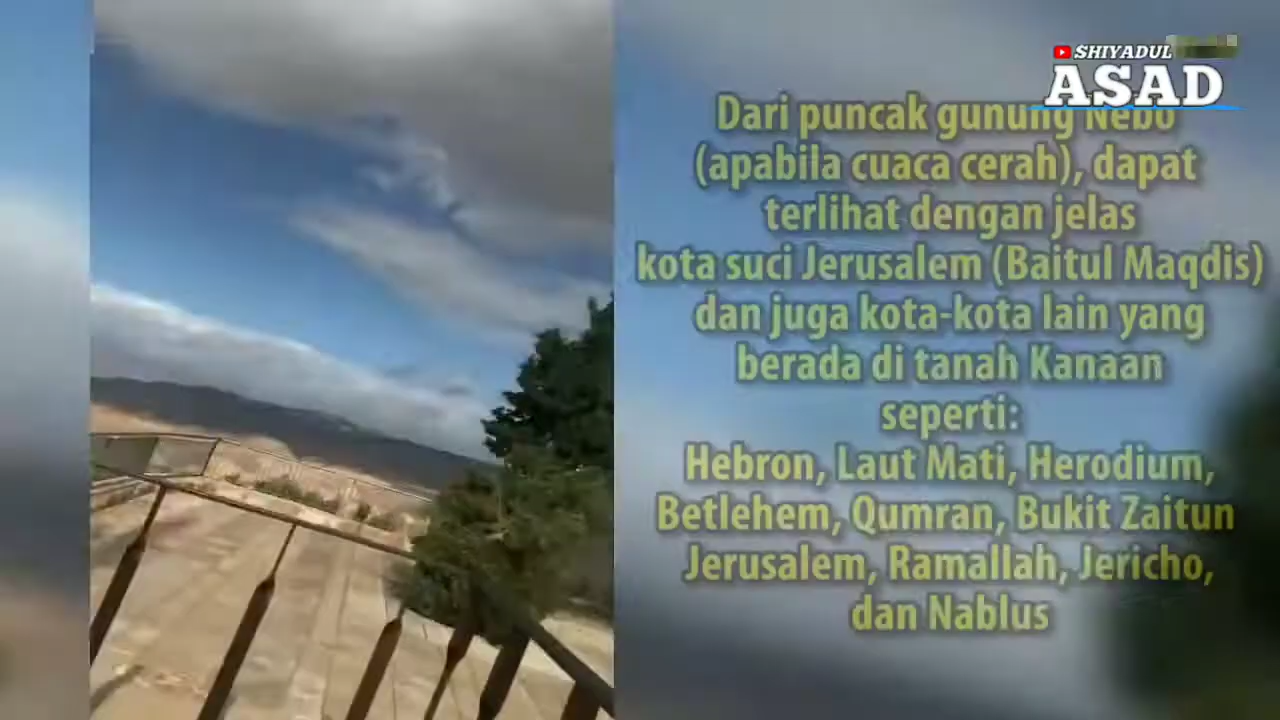 SHIYADUL
ASAD
Dari puncak gunung Nebo
(apabila cuaca cerah), dapat
terlihat dengan jelas
kota suci Jerusalem (Baitul Maqdis)
dan juga kota-kota lain yang
berada di tanah Kanaan
seperti:
Hebron, Laut Mati, Herodium,
Betlehem, Qumran, Bukit Zaitun
Jerusalem, Ramallah, Jericho,
dan Nablus